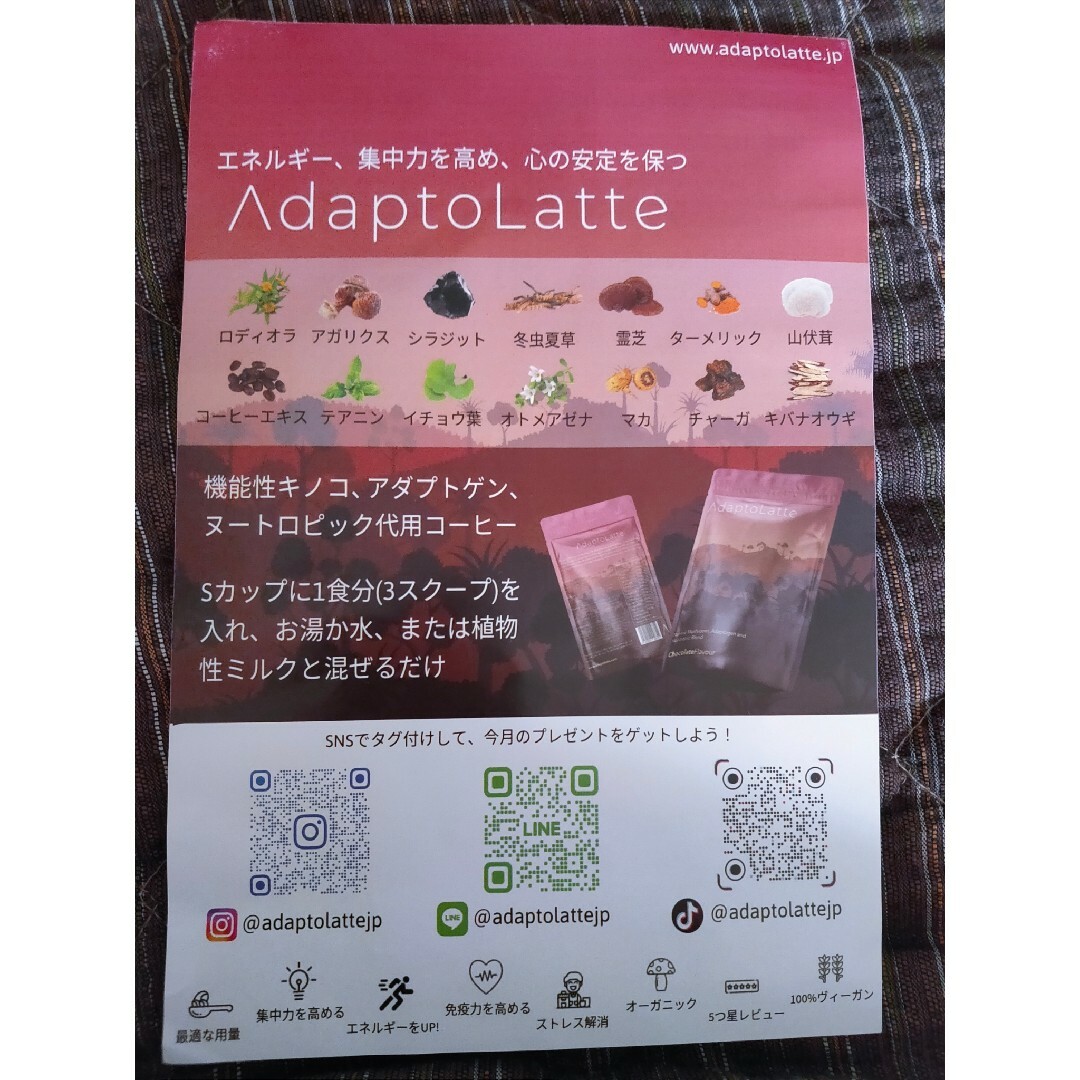 www.adaptolatte.jp
エネルギー、集中力を高め、心の安定を保つ
AdaptoLatte
ロディオラ アガリクス シラジット 冬虫夏草 霊芝 ターメリック 山伏茸
コーヒーエキス テアニン イチョウ葉 オトメアゼナ マカ チャーガ キバナオウギ
機能性キノコ、アダプトゲン、
ヌートロピック代用コーヒー
Sカップに1食分(3スクープ)を
入れ、お湯か水、または植物
性ミルクと混ぜるだけ
AdaptoLatte
AdaptoLatte
Chocolate Flavour
SNSでタグ付けして、今月のプレゼントをゲットしよう！
LINE
@adaptolattejp
LINE
@adaptolattejp
@adaptolattejp
最適な用量
集中力を高める
エネルギーをUP!
免疫力を高める
ストレス解消
オーガニック
5つ星レビュー
100%ヴィーガン